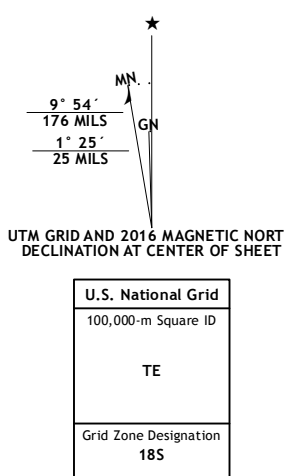 ★
MN
9° 54´
176 MILS
GN
1° 25´
25 MILS
UTM GRID AND 2016 MAGNETIC NORT
DECLINATION AT CENTER OF SHEET
U.S. National Grid
100,000-m Square ID
TE
Grid Zone Designation
18S